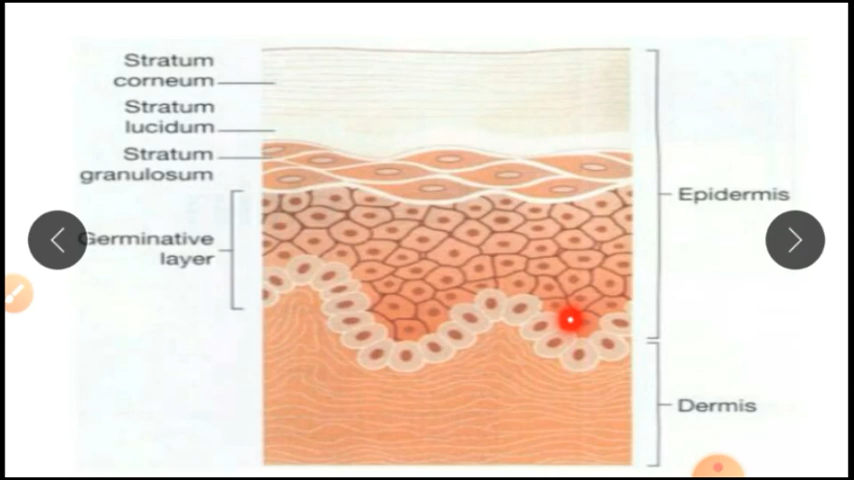 Stratum
corneum
Stratum
lucidum
Stratum
granulosum
Germinative
layer
Epidermis
Dermis